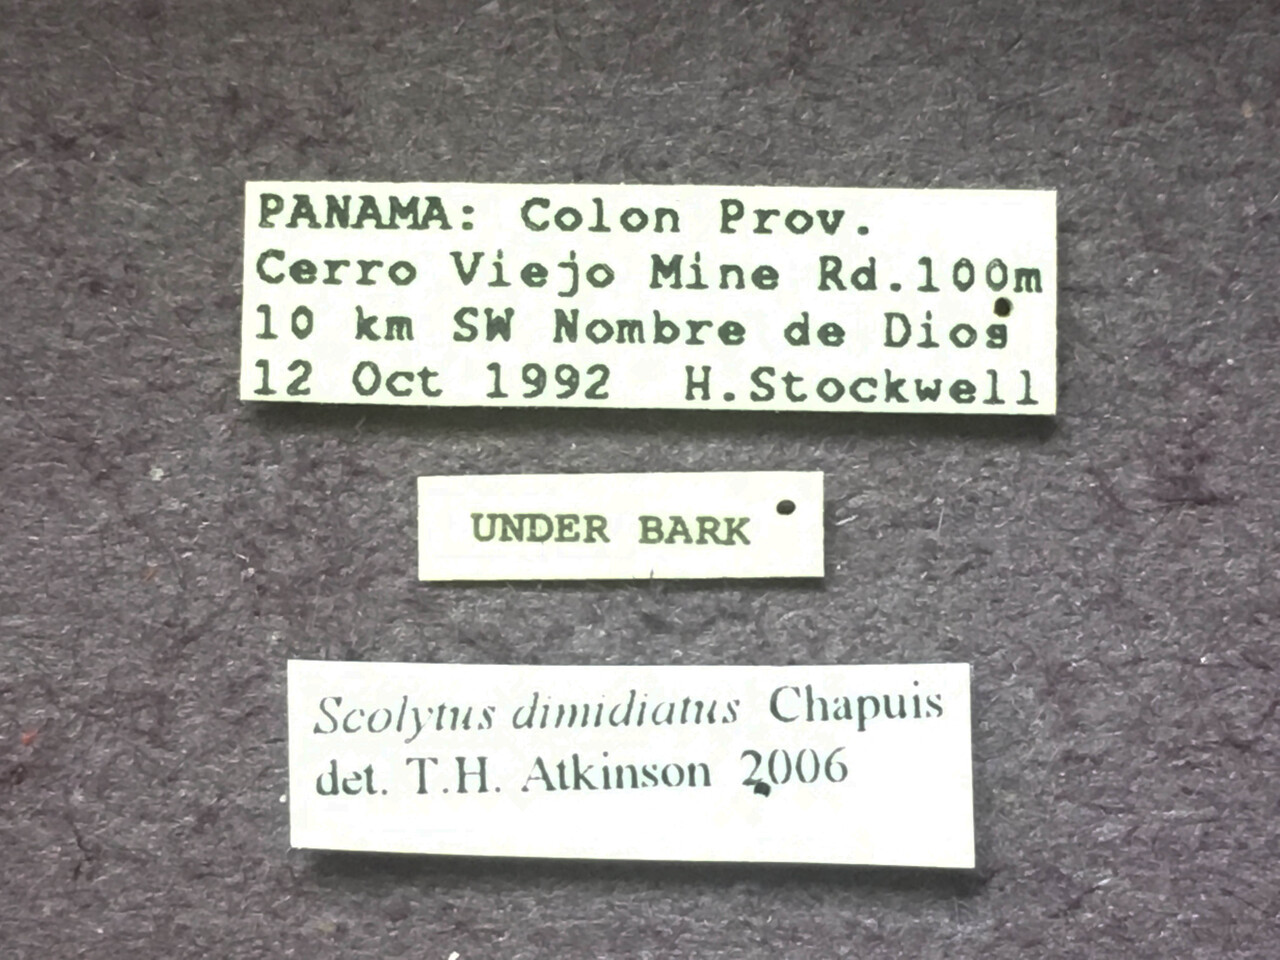 PANAMA: Colon Prov.
Cerro Viejo Mine Rd.100m
10 km SW Nombre de Dios
12 Oct 1992 H.Stockwell
UNDER BARK
Scolytus dimidiatus Chapuis
det. T.H. Atkinson 2006